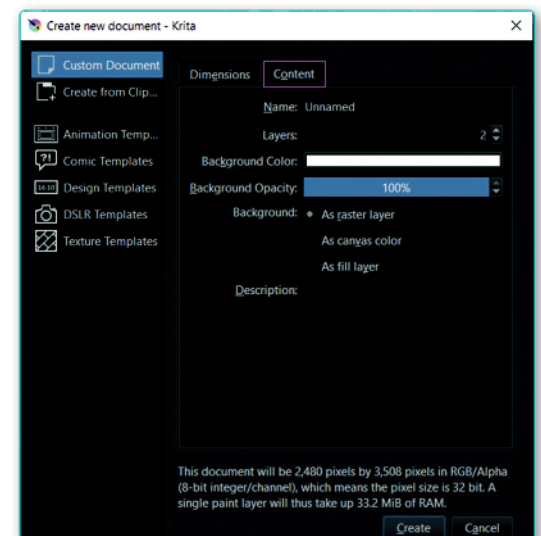 Create new document - Krita
Custom Document
Create from Clip...
Animation Temp...
Comic Templates
16:10 Design Templates
DSLR Templates
Texture Templates
Dimensions Content
Name: Unnamed
Layers: 2
Background Color:
Background Opacity: 100%
Background: As raster layer
As canvas color
As fill layer
Description:
This document will be 2,480 pixels by 3,508 pixels in RGB/Alpha
(8-bit integer/channel), which means the pixel size is 32 bit. A
single paint layer will thus take up 33.2 MiB of RAM.
Create Cancel